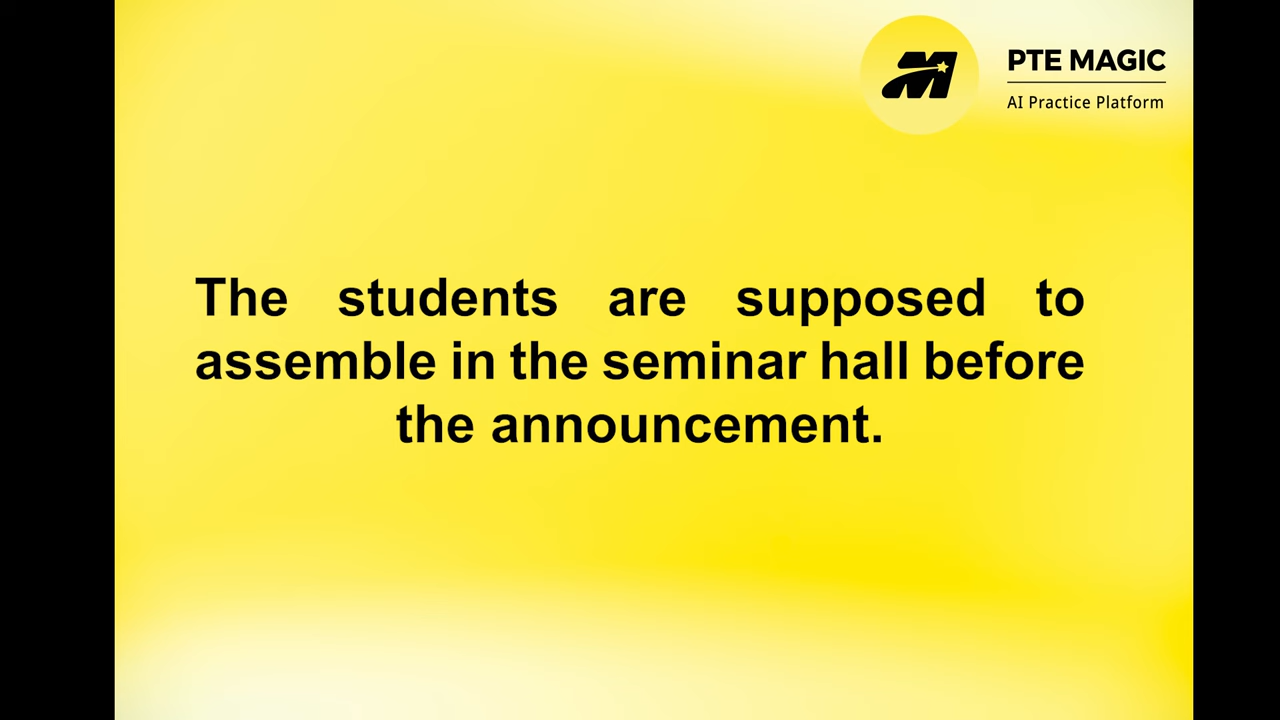 PTE MAGIC
AI Practice Platform
The students are supposed to
assemble in the seminar hall before
the announcement.